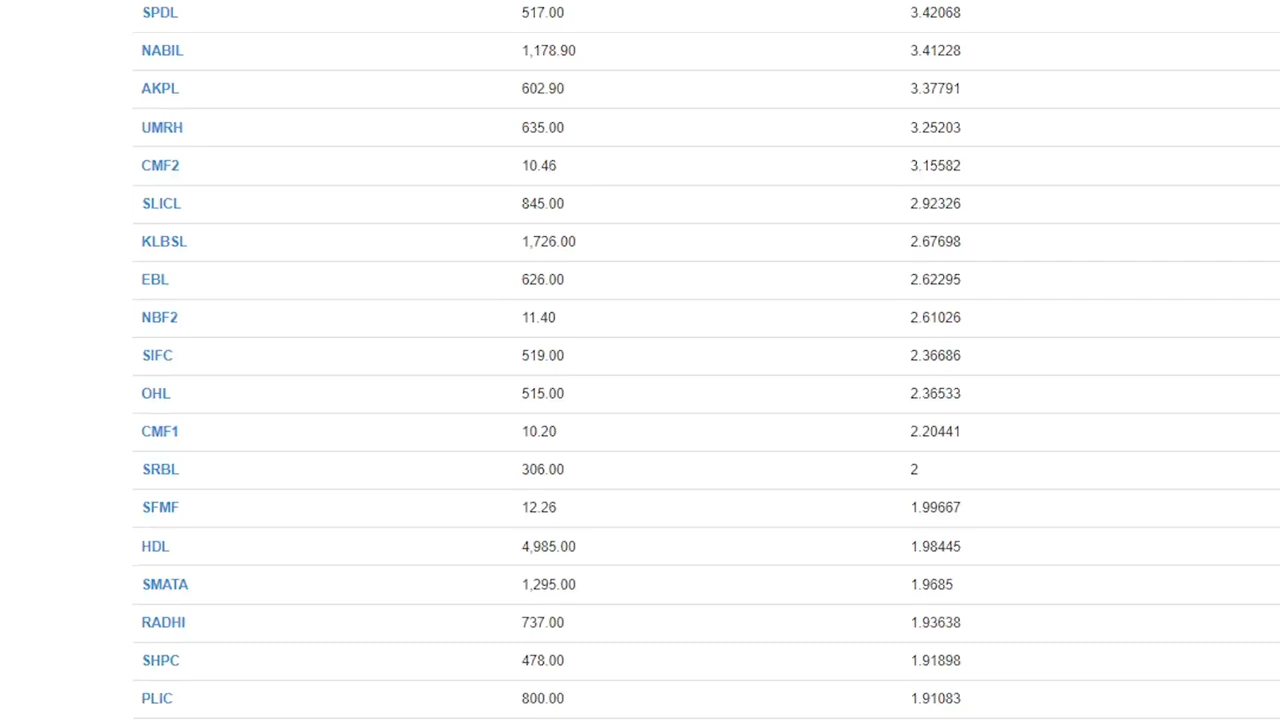 SPDL 517.00 3.42068
NABIL 1,178.90 3.41228
AKPL 602.90 3.37791
UMRH 635.00 3.25203
CMF2 10.46 3.15582
SLICL 845.00 2.92326
KLBSL 1,726.00 2.67698
EBL 626.00 2.62295
NBF2 11.40 2.61026
SIFC 519.00 2.36686
OHL 515.00 2.36533
CMF1 10.20 2.20441
SRBL 306.00 2
SFMF 12.26 1.99667
HDL 4,985.00 1.98445
SMATA 1,295.00 1.9685
RADHI 737.00 1.93638
SHPC 478.00 1.91898
PLIC 800.00 1.91083